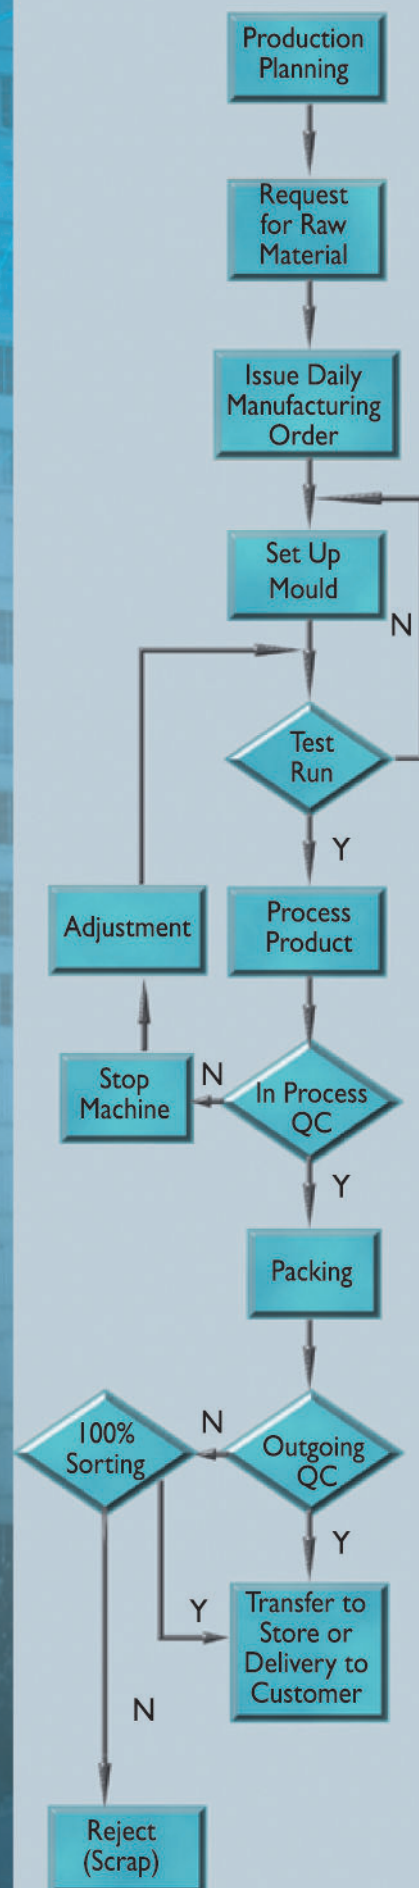 Production
Planning
Request
for Raw
Material
Issue Daily
Manufacturing
Order
Set Up
Mould
N
Test
Run
Y
Adjustment
Process
Product
Stop
Machine
N
In Process
QC
Y
Packing
100%
Sorting
N
Outgoing
QC
Y
Y
Transfer to
Store or
Delivery to
Customer
N
Reject
(Scrap)